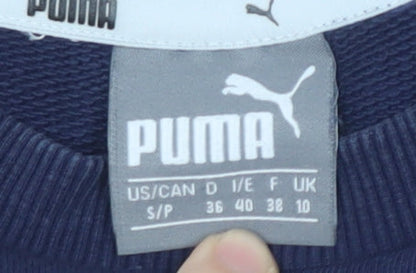 PUMA
PUMA
US/CAN D I/E F UK
S/P 36 40 38 10